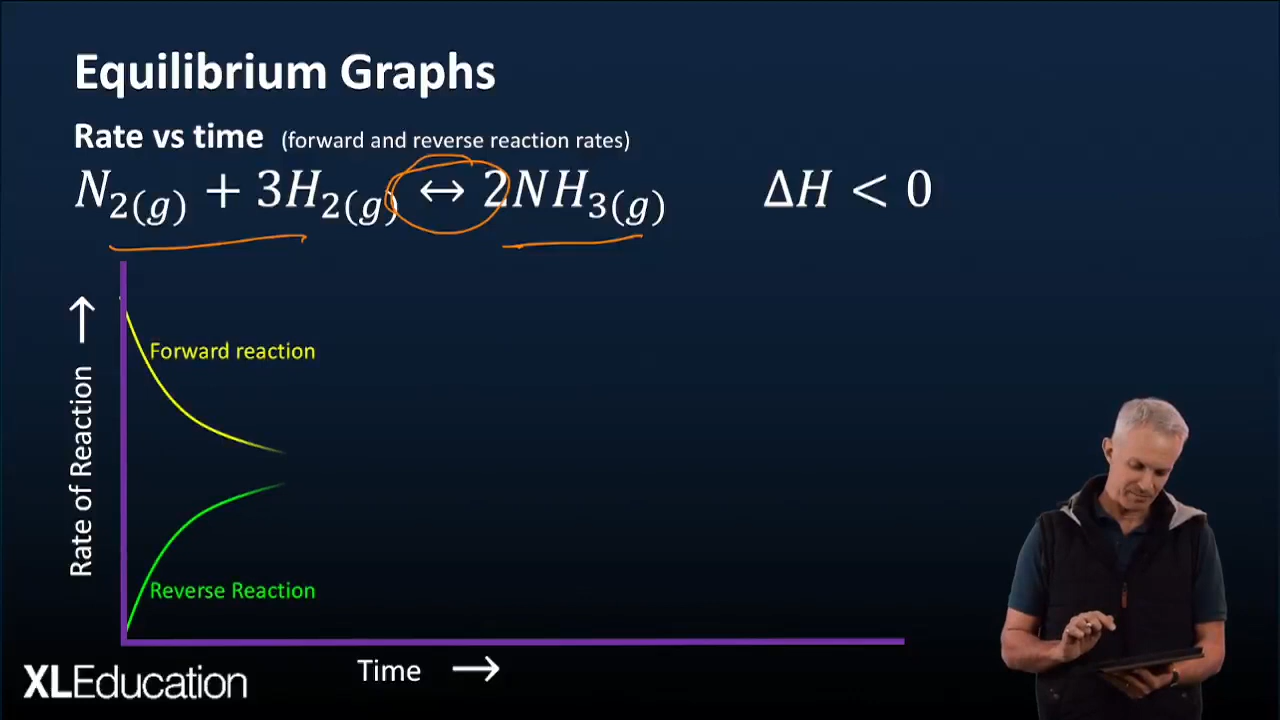 Equilibrium Graphs
Rate vs time (forward and reverse reaction rates)
N₂(g) + 3H₂(g) ↔ 2NH₃(g) ΔH < 0
Rate of Reaction →
Forward reaction
Reverse Reaction
Time →
XLEducation